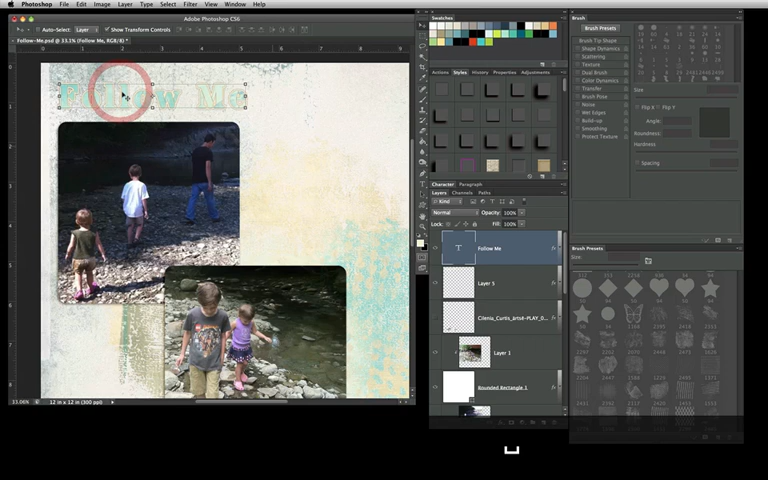 Photoshop File Edit Image Layer Type Select Filter View Window Help
Adobe Photoshop CS6
Auto-Select: Layer Show Transform Controls
Follow-Me.psd @ 33.1% (Follow Me, RGB/8) *
Follow Me
33.06% 12 in x 12 in (300 ppi)
Swatches
Actions Styles History Properties Adjustments
Character Paragraph
Layers Channels Paths
Kind
Normal Opacity: 100%
Lock: Fill: 100%
Follow Me fx
Layer 5 fx
Layer 1
Rounded Rectangle 1 fx
Brush
Brush Presets
Brush Tip Shape
Shape Dynamics
Scattering
Texture
Dual Brush
Color Dynamics
Transfer
Brush Pose
Noise
Wet Edges
Build-up
Smoothing
Protect Texture
Size
Flip X Flip Y
Angle:
Roundness:
Hardness
Spacing
Brush Presets
Size: